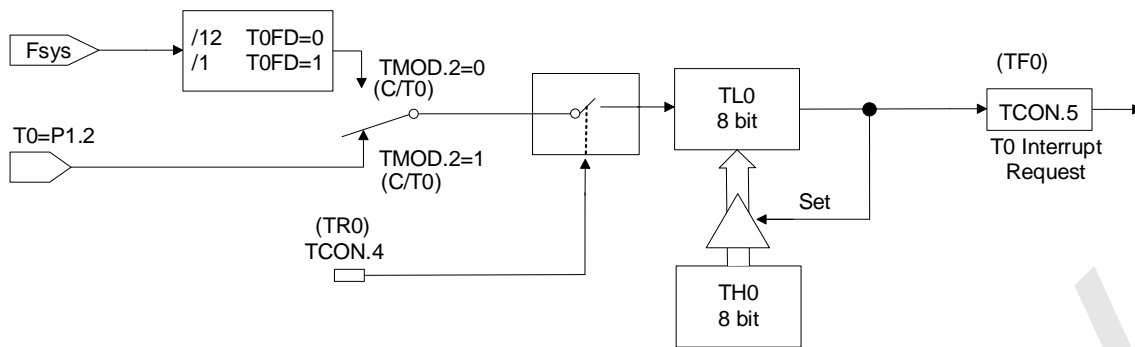 Fsys
/12 T0FD=0
/1 T0FD=1
TMOD.2=0
(C/T0)
T0=P1.2
TMOD.2=1
(C/T0)
(TR0)
TCON.4
TL0
8 bit
Set
TH0
8 bit
(TF0)
TCON.5
T0 Interrupt
Request